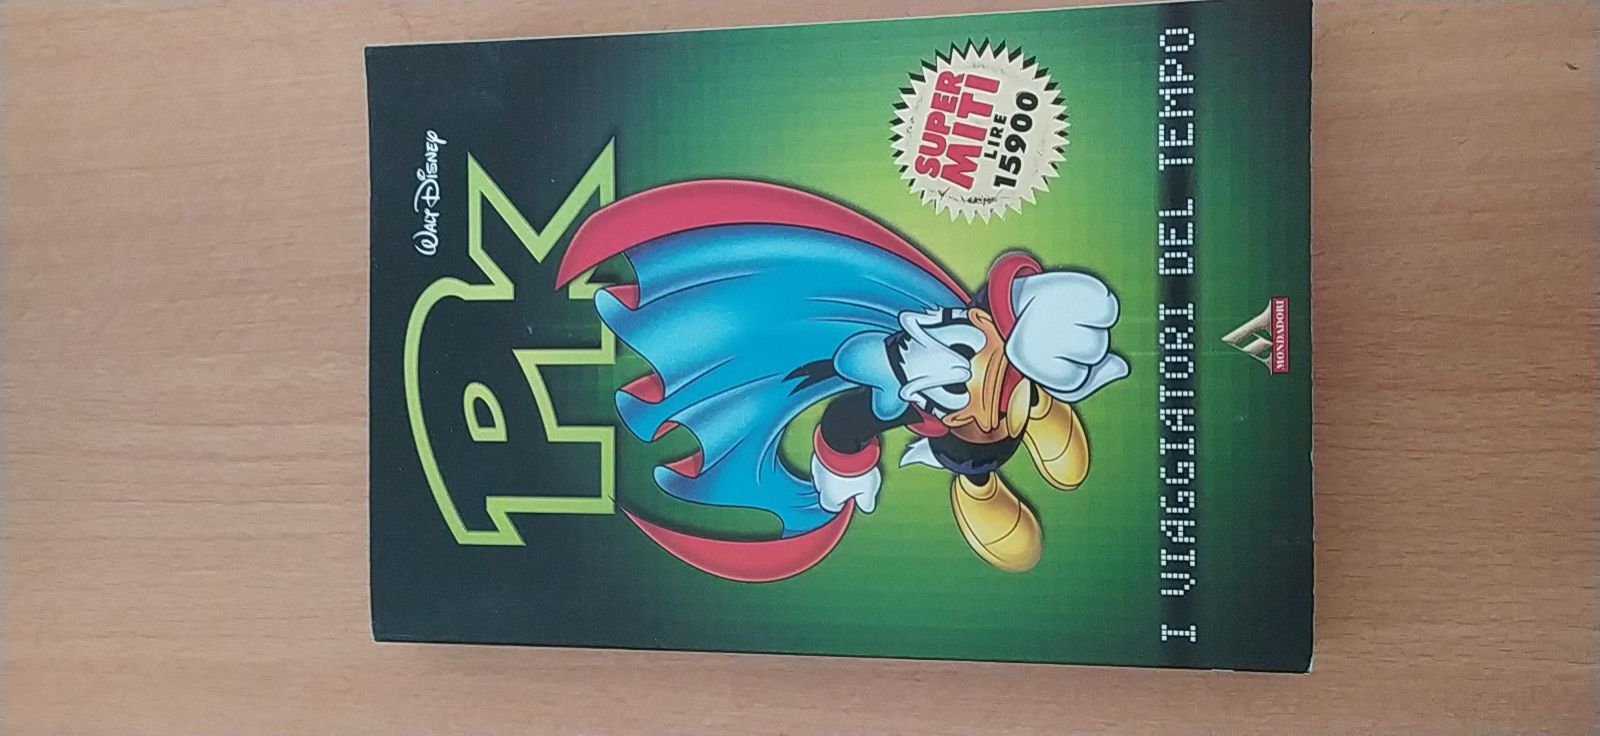 WALT DISNEY
PK
SUPER
MITI
LIRE
15900
I VIAGGIATORI DEL TEMPO
MONDADORI